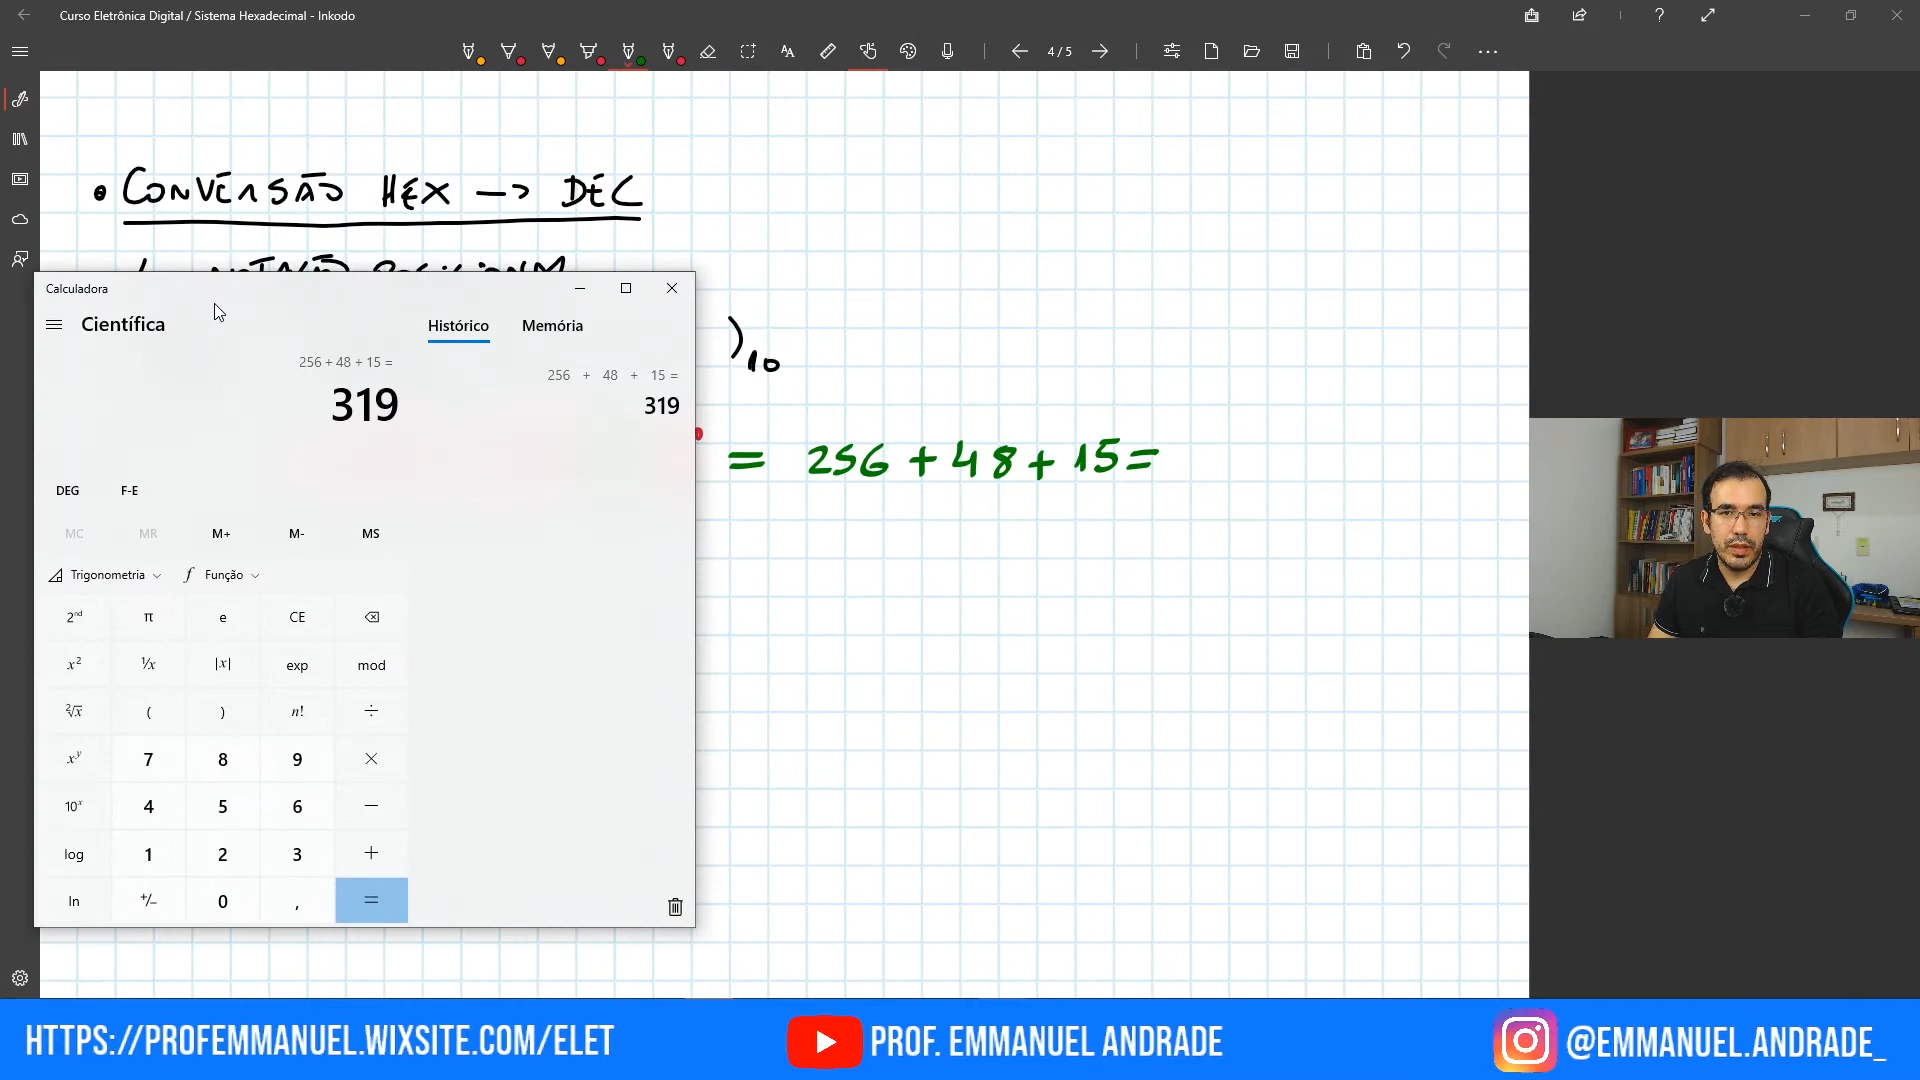 Curso Eletrônica Digital / Sistema Hexadecimal - Inkodo
4 / 5
• CONVERSÃO HEX → DEC
NOTAÇÃO POSICIONAL
)10
= 256 + 48 + 15 =
Calculadora
Científica
Histórico Memória
256 + 48 + 15 =
319
256 + 48 + 15 =
319
DEG F-E
MC MR M+ M- MS
Trigonometria f Função
2nd π e CE
x² 1/x |x| exp mod
²√x ( ) n! ÷
xʸ 7 8 9 ×
10ˣ 4 5 6 −
log 1 2 3 +
ln +/− 0 , =
HTTPS://PROFEMMANUEL.WIXSITE.COM/ELET PROF. EMMANUEL ANDRADE @EMMANUEL.ANDRADE_